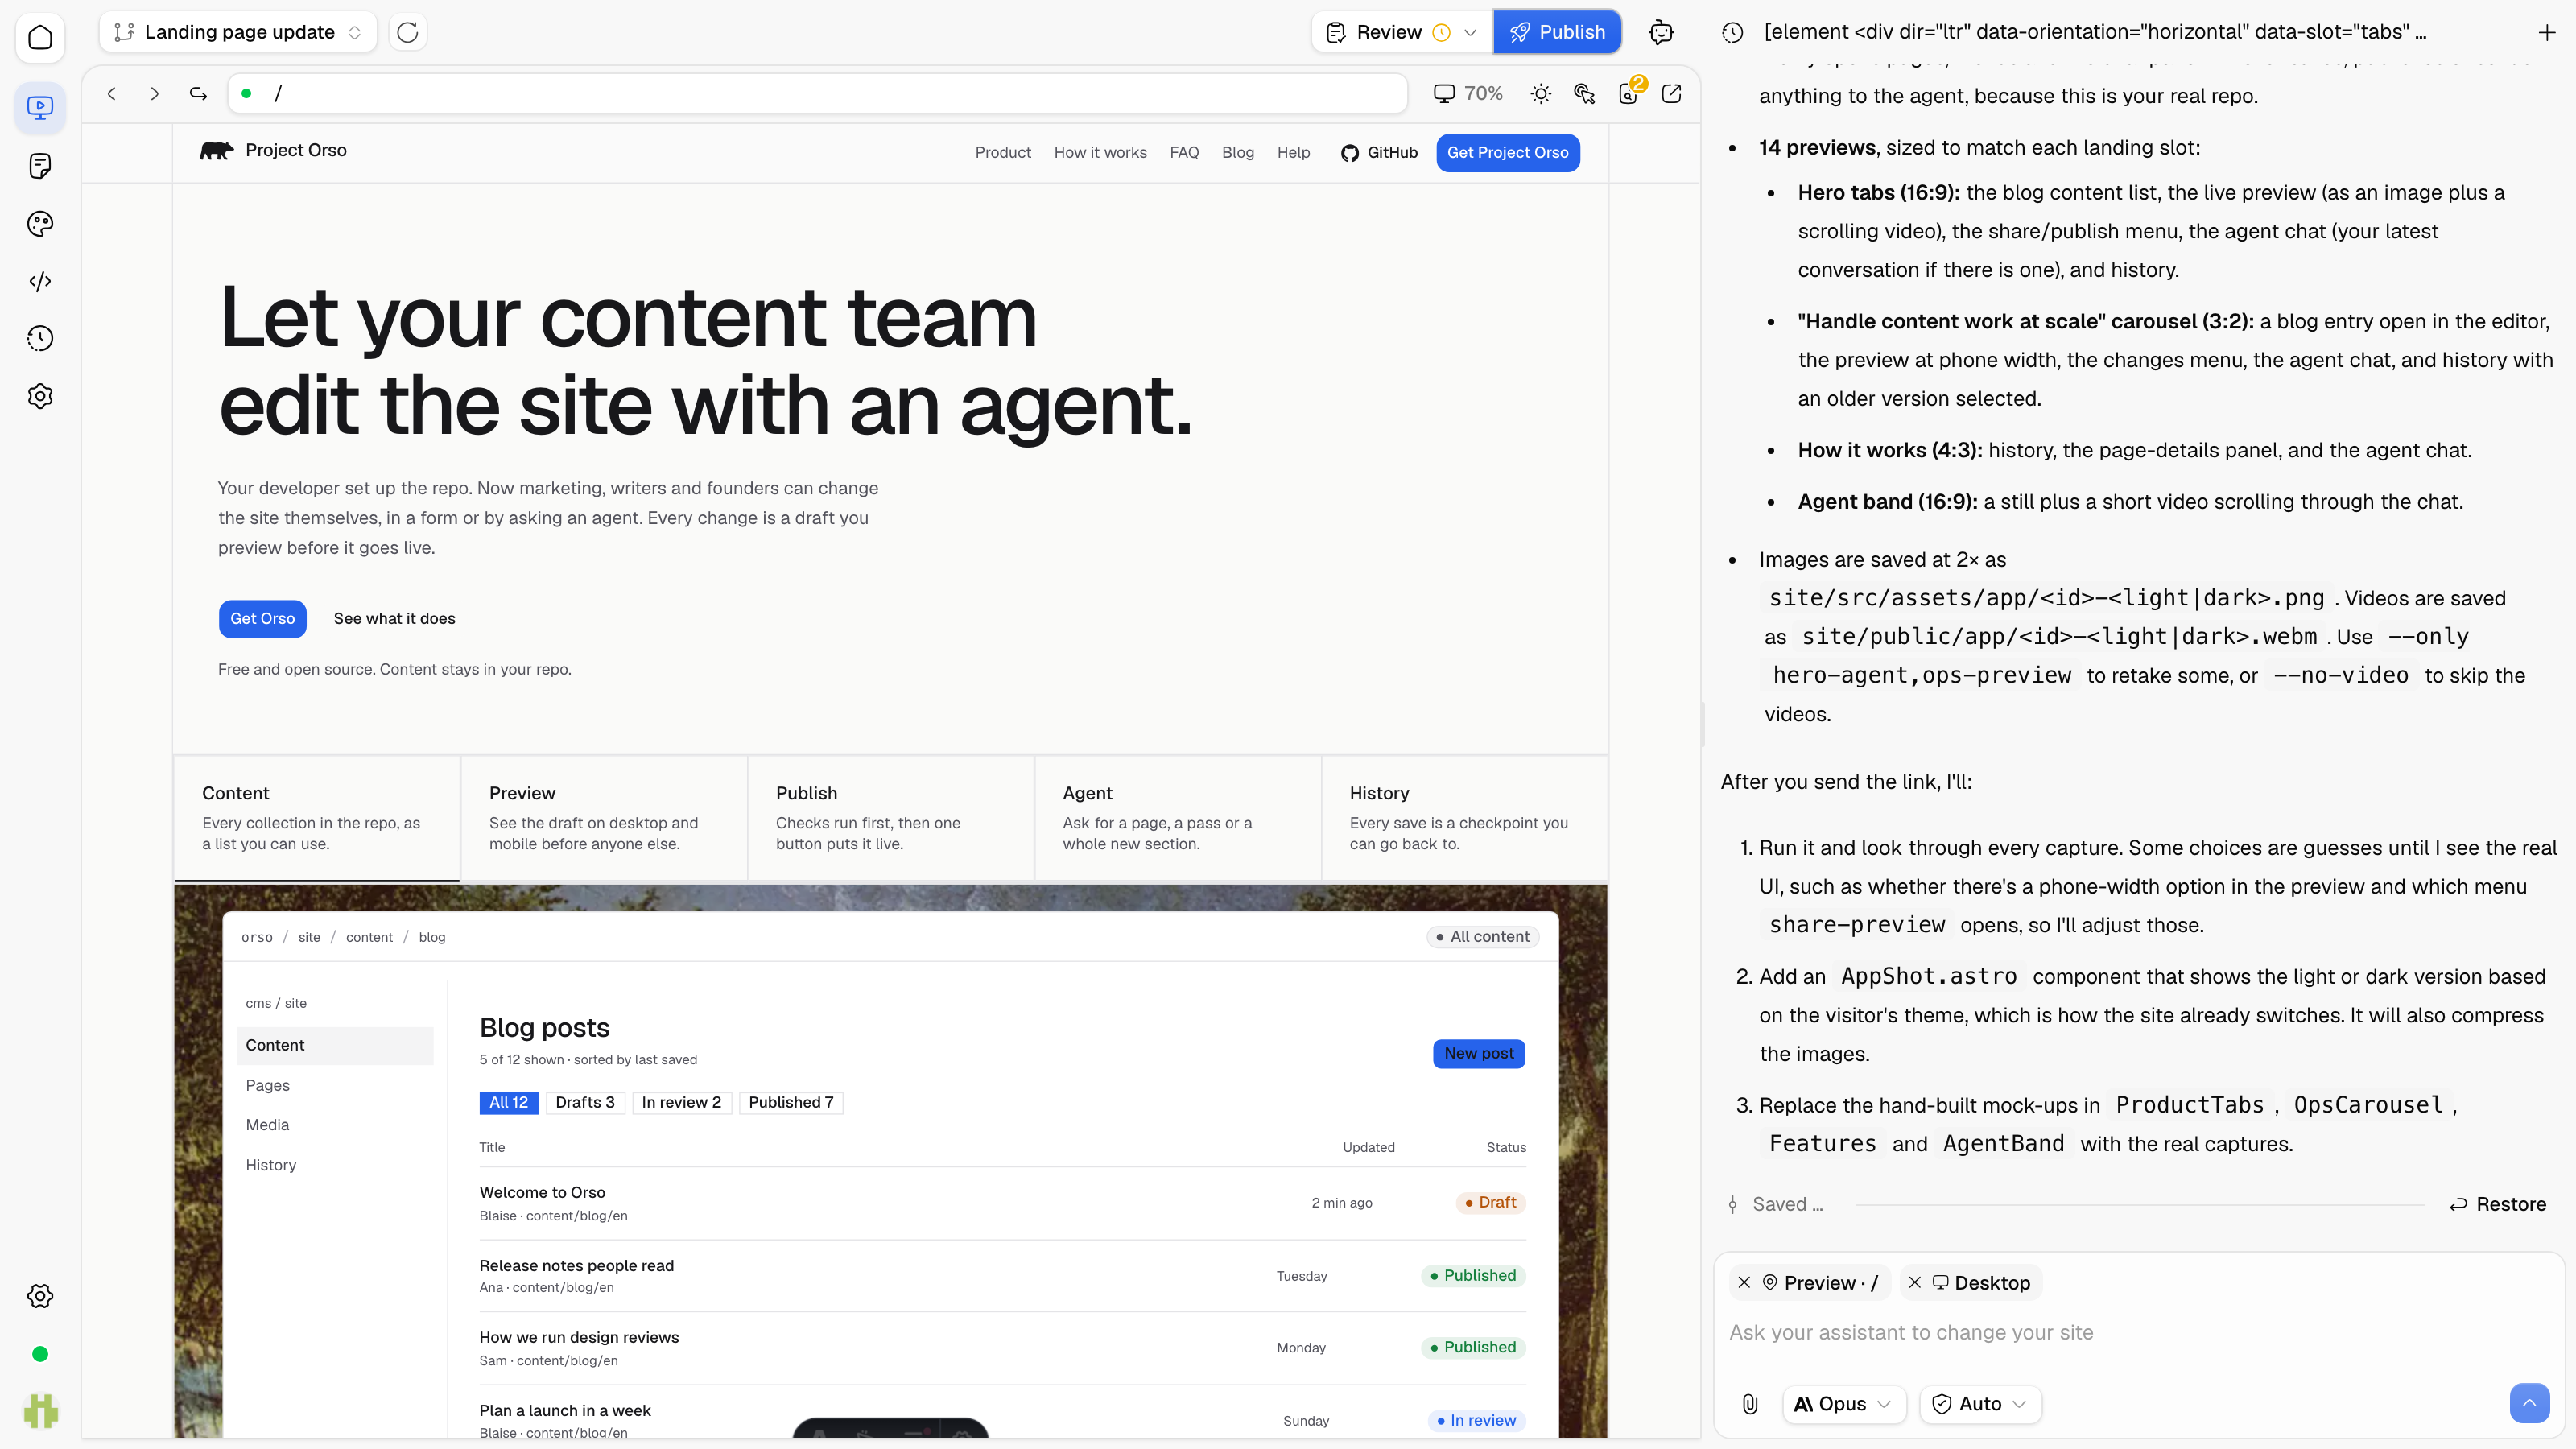 Landing page update
Review
Publish
[element <div dir="ltr" data-orientation="horizontal" data-slot="tabs" ...
/
70%
2
Project Orso
Product
How it works
FAQ
Blog
Help
GitHub
Get Project Orso
Let your content team
edit the site with an agent.
Your developer set up the repo. Now marketing, writers and founders can change
the site themselves, in a form or by asking an agent. Every change is a draft you
preview before it goes live.
Get Orso
See what it does
Free and open source. Content stays in your repo.
Content
Every collection in the repo, as
a list you can use.
Preview
See the draft on desktop and
mobile before anyone else.
Publish
Checks run first, then one
button puts it live.
Agent
Ask for a page, a pass or a
whole new section.
History
Every save is a checkpoint you
can go back to.
orso / site / content / blog
All content
cms / site
Content
Pages
Media
History
Blog posts
5 of 12 shown · sorted by last saved
New post
All 12
Drafts 3
In review 2
Published 7
Title
Updated
Status
Welcome to Orso
Blaise · content/blog/en
2 min ago
Draft
Release notes people read
Ana · content/blog/en
Tuesday
Published
How we run design reviews
Sam · content/blog/en
Monday
Published
Plan a launch in a week
Blaise · content/blog/en
Sunday
In review
anything to the agent, because this is your real repo.
• 14 previews, sized to match each landing slot:
• Hero tabs (16:9): the blog content list, the live preview (as an image plus a
scrolling video), the share/publish menu, the agent chat (your latest
conversation if there is one), and history.
• "Handle content work at scale" carousel (3:2): a blog entry open in the editor,
the preview at phone width, the changes menu, the agent chat, and history with
an older version selected.
• How it works (4:3): history, the page-details panel, and the agent chat.
• Agent band (16:9): a still plus a short video scrolling through the chat.
• Images are saved at 2× as
site/src/assets/app/<id>-<light|dark>.png . Videos are saved
as site/public/app/<id>-<light|dark>.webm . Use --only
hero-agent,ops-preview to retake some, or --no-video to skip the
videos.
After you send the link, I'll:
1. Run it and look through every capture. Some choices are guesses until I see the real
UI, such as whether there's a phone-width option in the preview and which menu
share-preview opens, so I'll adjust those.
2. Add an AppShot.astro component that shows the light or dark version based
on the visitor's theme, which is how the site already switches. It will also compress
the images.
3. Replace the hand-built mock-ups in ProductTabs , OpsCarousel ,
Features and AgentBand with the real captures.
Saved ...
Restore
Preview · /
Desktop
Ask your assistant to change your site
Opus
Auto